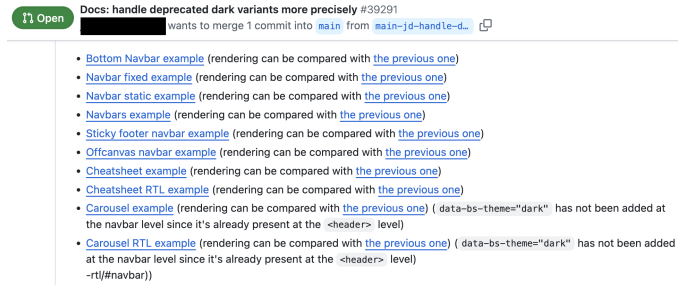 Open
Docs: handle deprecated dark variants more precisely #39291
wants to merge 1 commit into main from main-jd-handle-d...
• Bottom Navbar example (rendering can be compared with the previous one)
• Navbar fixed example (rendering can be compared with the previous one)
• Navbar static example (rendering can be compared with the previous one)
• Navbars example (rendering can be compared with the previous one)
• Sticky footer navbar example (rendering can be compared with the previous one)
• Offcanvas navbar example (rendering can be compared with the previous one)
• Cheatsheet example (rendering can be compared with the previous one)
• Cheatsheet RTL example (rendering can be compared with the previous one)
• Carousel example (rendering can be compared with the previous one) ( data-bs-theme="dark" has not been added at
the navbar level since it's already present at the <header> level)
• Carousel RTL example (rendering can be compared with the previous one) ( data-bs-theme="dark" has not been added
at the navbar level since it's already present at the <header> level)
-rtl/#navbar))